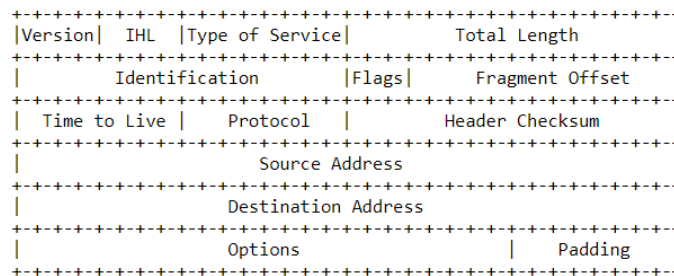 +-+-+-+-+-+-+-+-+-+-+-+-+-+-+-+-+-+-+-+-+-+-+-+-+-+-+-+-+-+-+-+-
|Version|  IHL  |Type of Service|          Total Length
+-+-+-+-+-+-+-+-+-+-+-+-+-+-+-+-+-+-+-+-+-+-+-+-+-+-+-+-+-+-+-+-
|         Identification        |Flags|      Fragment Offset
+-+-+-+-+-+-+-+-+-+-+-+-+-+-+-+-+-+-+-+-+-+-+-+-+-+-+-+-+-+-+-+-
|  Time to Live |    Protocol   |         Header Checksum
+-+-+-+-+-+-+-+-+-+-+-+-+-+-+-+-+-+-+-+-+-+-+-+-+-+-+-+-+-+-+-+-
|                       Source Address
+-+-+-+-+-+-+-+-+-+-+-+-+-+-+-+-+-+-+-+-+-+-+-+-+-+-+-+-+-+-+-+-
|                    Destination Address
+-+-+-+-+-+-+-+-+-+-+-+-+-+-+-+-+-+-+-+-+-+-+-+-+-+-+-+-+-+-+-+-
|                    Options                    |    Padding
+-+-+-+-+-+-+-+-+-+-+-+-+-+-+-+-+-+-+-+-+-+-+-+-+-+-+-+-+-+-+-+-